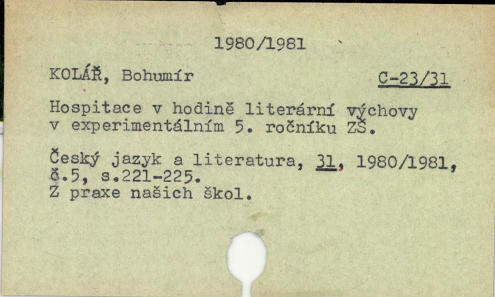 1980/1981
KOLÁŘ, Bohumír C-23/31
Hospitace v hodině literární výchovy
v experimentálním 5. ročníku ZŠ.
Český jazyk a literatura, 31, 1980/1981,
č.5, s.221-225.
Z praxe našich škol.